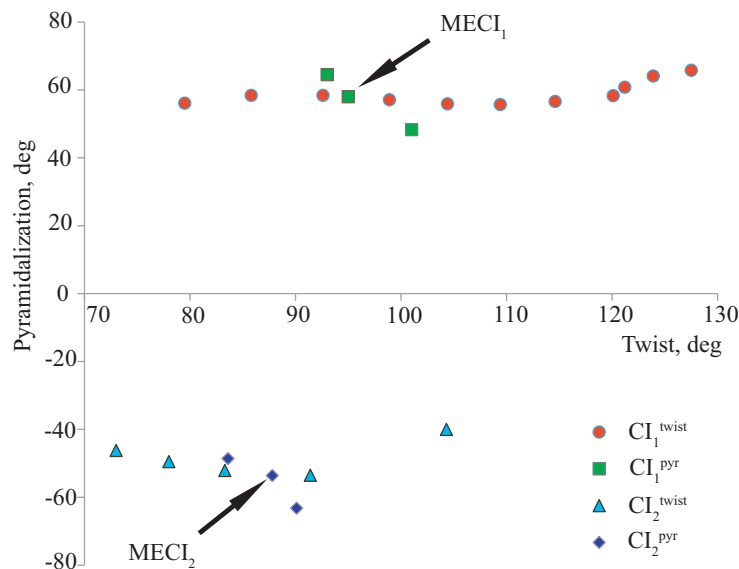 80
MECI₁
60
40
20
0
70 80 90 100 110 120 130
Twist, deg
Pyramidalization, deg
-20
-40
-60
-80
MECI₂
CI₁ᵗʷⁱˢᵗ
CI₁ᵖʸʳ
CI₂ᵗʷⁱˢᵗ
CI₂ᵖʸʳ